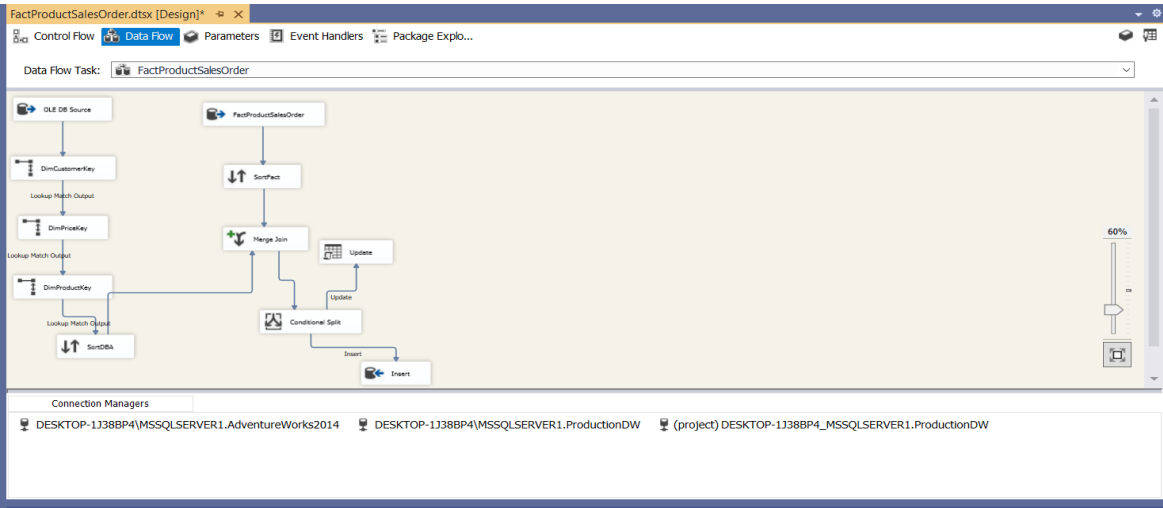 FactProductSalesOrder.dtsx [Design]*
Control Flow Data Flow Parameters Event Handlers Package Explo...
Data Flow Task: FactProductSalesOrder
OLE DB Source
FactProductSalesOrder
DimCustomerKey
SortFact
Lookup Match Output
DimPriceKey
Merge Join
Update
Lookup Match Output
DimProductKey
Update
Lookup Match Output
Conditional Split
SortDBA
Insert
Insert
60%
Connection Managers
DESKTOP-1J38BP4\MSSQLSERVER1.AdventureWorks2014 DESKTOP-1J38BP4\MSSQLSERVER1.ProductionDW (project) DESKTOP-1J38BP4_MSSQLSERVER1.ProductionDW